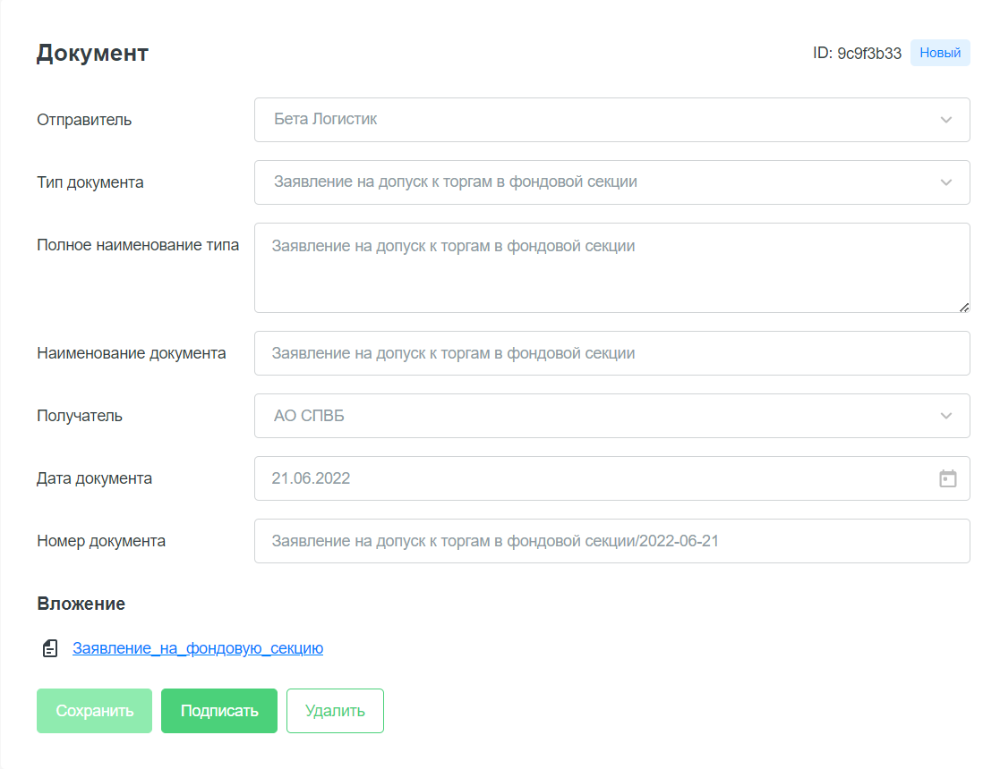 Документ
ID: 9c9f3b33 Новый
Отправитель Бета Логистик
Тип документа Заявление на допуск к торгам в фондовой секции
Полное наименование типа Заявление на допуск к торгам в фондовой секции
Наименование документа Заявление на допуск к торгам в фондовой секции
Получатель АО СПВБ
Дата документа 21.06.2022
Номер документа Заявление на допуск к торгам в фондовой секции/2022-06-21
Вложение
Заявление_на_фондовую_секцию
Сохранить Подписать Удалить